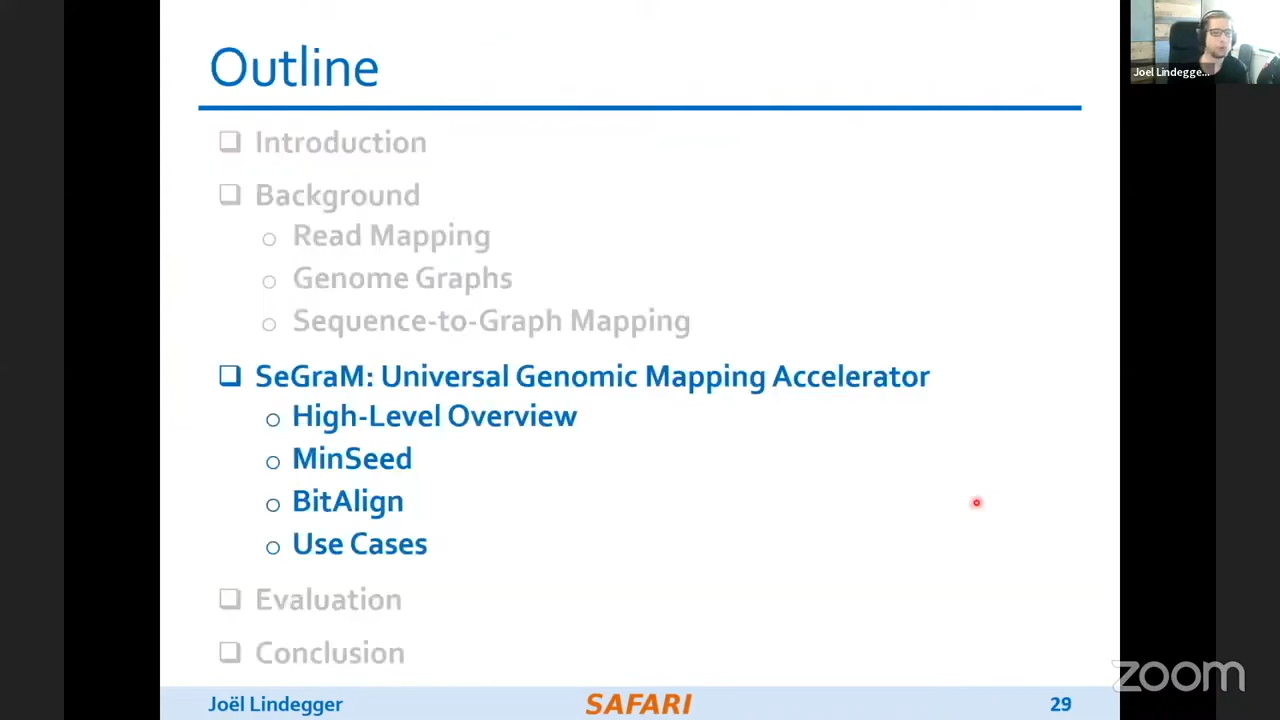 Outline
Introduction
Background
Read Mapping
Genome Graphs
Sequence-to-Graph Mapping
SeGraM: Universal Genomic Mapping Accelerator
High-Level Overview
MinSeed
BitAlign
Use Cases
Evaluation
Conclusion
Joël Lindegger
SAFARI
29
Joel Lindegge...
zoom